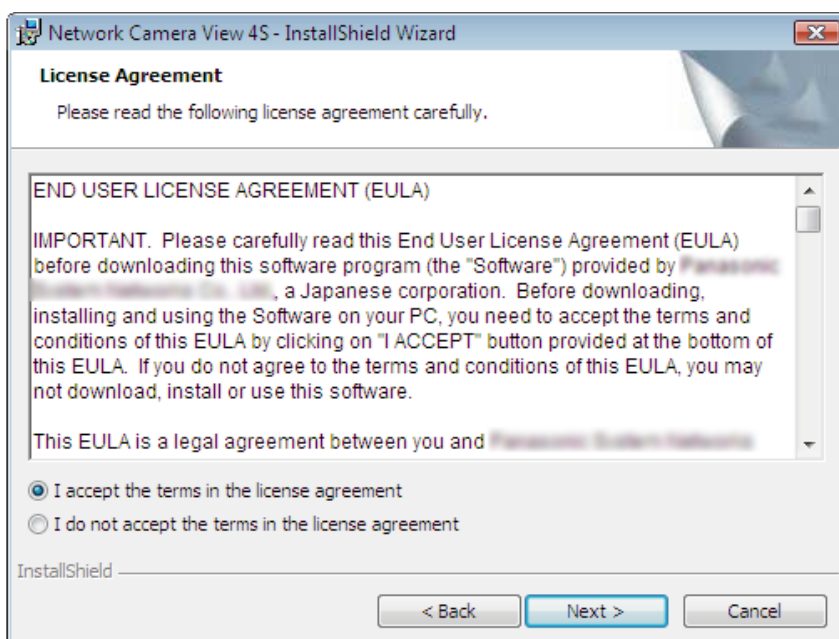 Network Camera View 4S - InstallShield Wizard
License Agreement
Please read the following license agreement carefully.
END USER LICENSE AGREEMENT (EULA)
IMPORTANT.  Please carefully read this End User License Agreement (EULA)
before downloading this software program (the "Software") provided by
, a Japanese corporation.  Before downloading,
installing and using the Software on your PC, you need to accept the terms and
conditions of this EULA by clicking on "I ACCEPT" button provided at the bottom of
this EULA.  If you do not agree to the terms and conditions of this EULA, you may
not download, install or use this software.
This EULA is a legal agreement between you and
I accept the terms in the license agreement
I do not accept the terms in the license agreement
InstallShield
< Back
Next >
Cancel